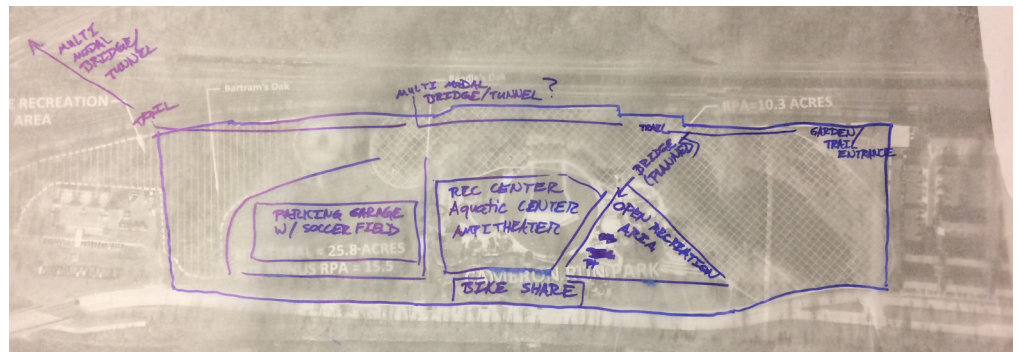 MULTI
MODAL
BRIDGE/
TUNNEL
Bartram's Oak
Oak
MULTI MODAL
BRIDGE/TUNNEL ?
RECREATION
AREA
TRAIL
RPA=10.3 ACRES
TRAIL
GARDEN
TRAIL
ENTRANCE
BRIDGE
(PLANNED)
REC CENTER
AQUATIC CENTER
AMPITHEATER
PARKING GARAGE
W/ SOCCER FIELD
OPEN RECREATION
AREA
= 25.8 ACRES
RPA = 15.5
CAMERON RUN PARK
BIKE SHARE